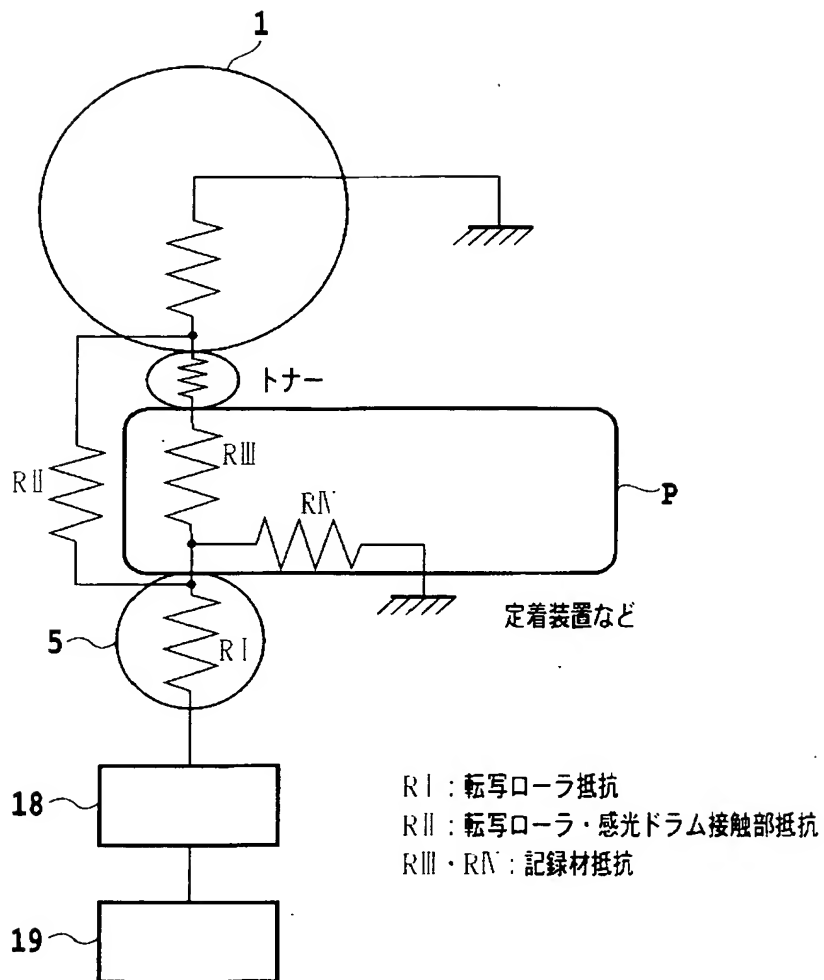 1
トナー
RⅢ
RⅡ
RⅣ
P
定着装置など
5
RⅠ
18
RⅠ：転写ローラ抵抗
RⅡ：転写ローラ・感光ドラム接触部抵抗
RⅢ・RⅣ：記録材抵抗
19